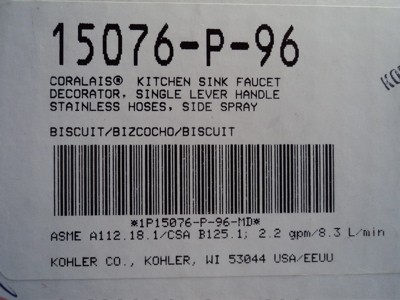 15076-P-96
CORALAIS® KITCHEN SINK FAUCET
DECORATOR, SINGLE LEVER HANDLE
STAINLESS HOSES, SIDE SPRAY
BISCUIT/BIZCOCHO/BISCUIT
*1P15076-P-96-MD*
ASME A112.18.1/CSA B125.1; 2.2 gpm/8.3 L/min
KOHLER CO., KOHLER, WI 53044 USA/EEUU